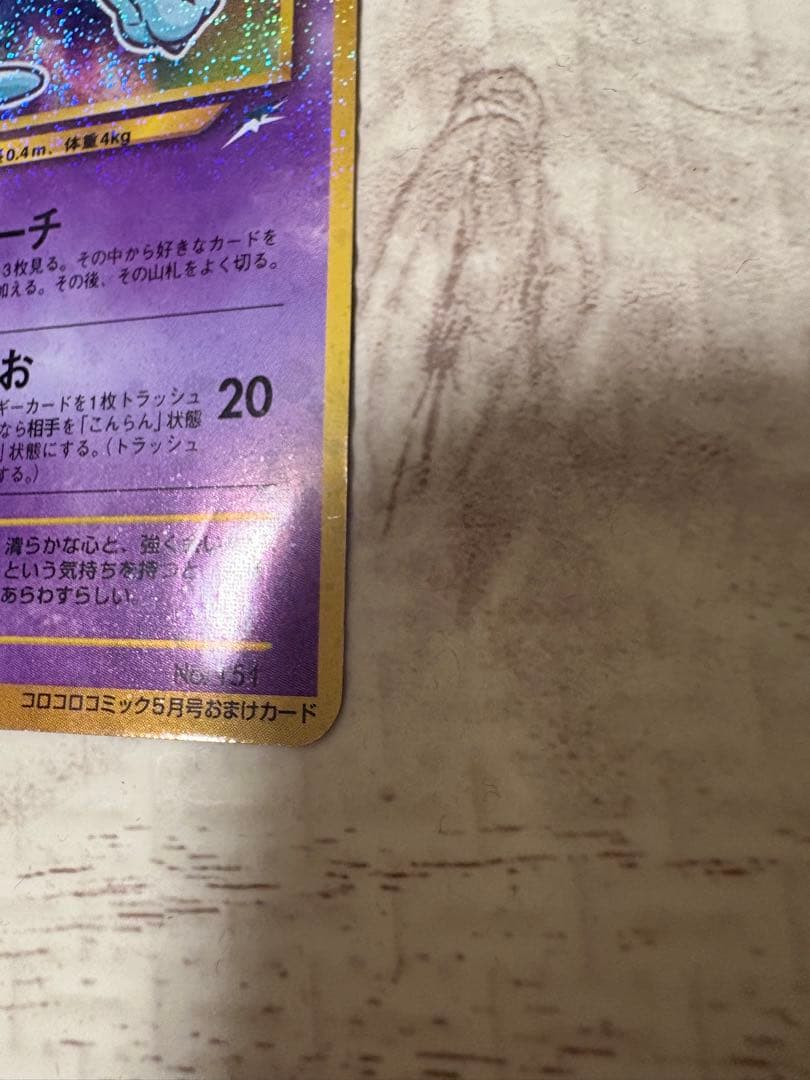 0.4m、体重4kg
ーチ
3枚見る。その中から好きなカードを
加える。その後、その山札をよく切る。
お
20
ギーカードを1枚トラッシュ
なら相手を「こんらん」状態
」状態にする。(トラッシュ
する。)
清らかな心と、強く会い
という気持ちを持つと
あらわすらしい。
No. 151
コロコロコミック5月号おまけカード